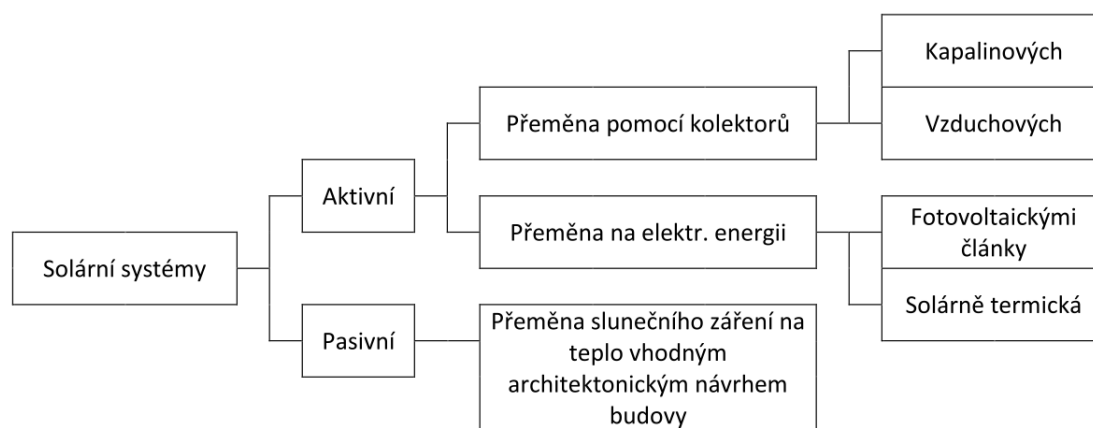 Kapalinových
Přeměna pomocí kolektorů
Vzduchových
Aktivní
Přeměna na elektr. energii
Fotovoltaickými
články
Solární systémy
Solárně termická
Pasivní
Přeměna slunečního záření na
teplo vhodným
architektonickým návrhem
budovy